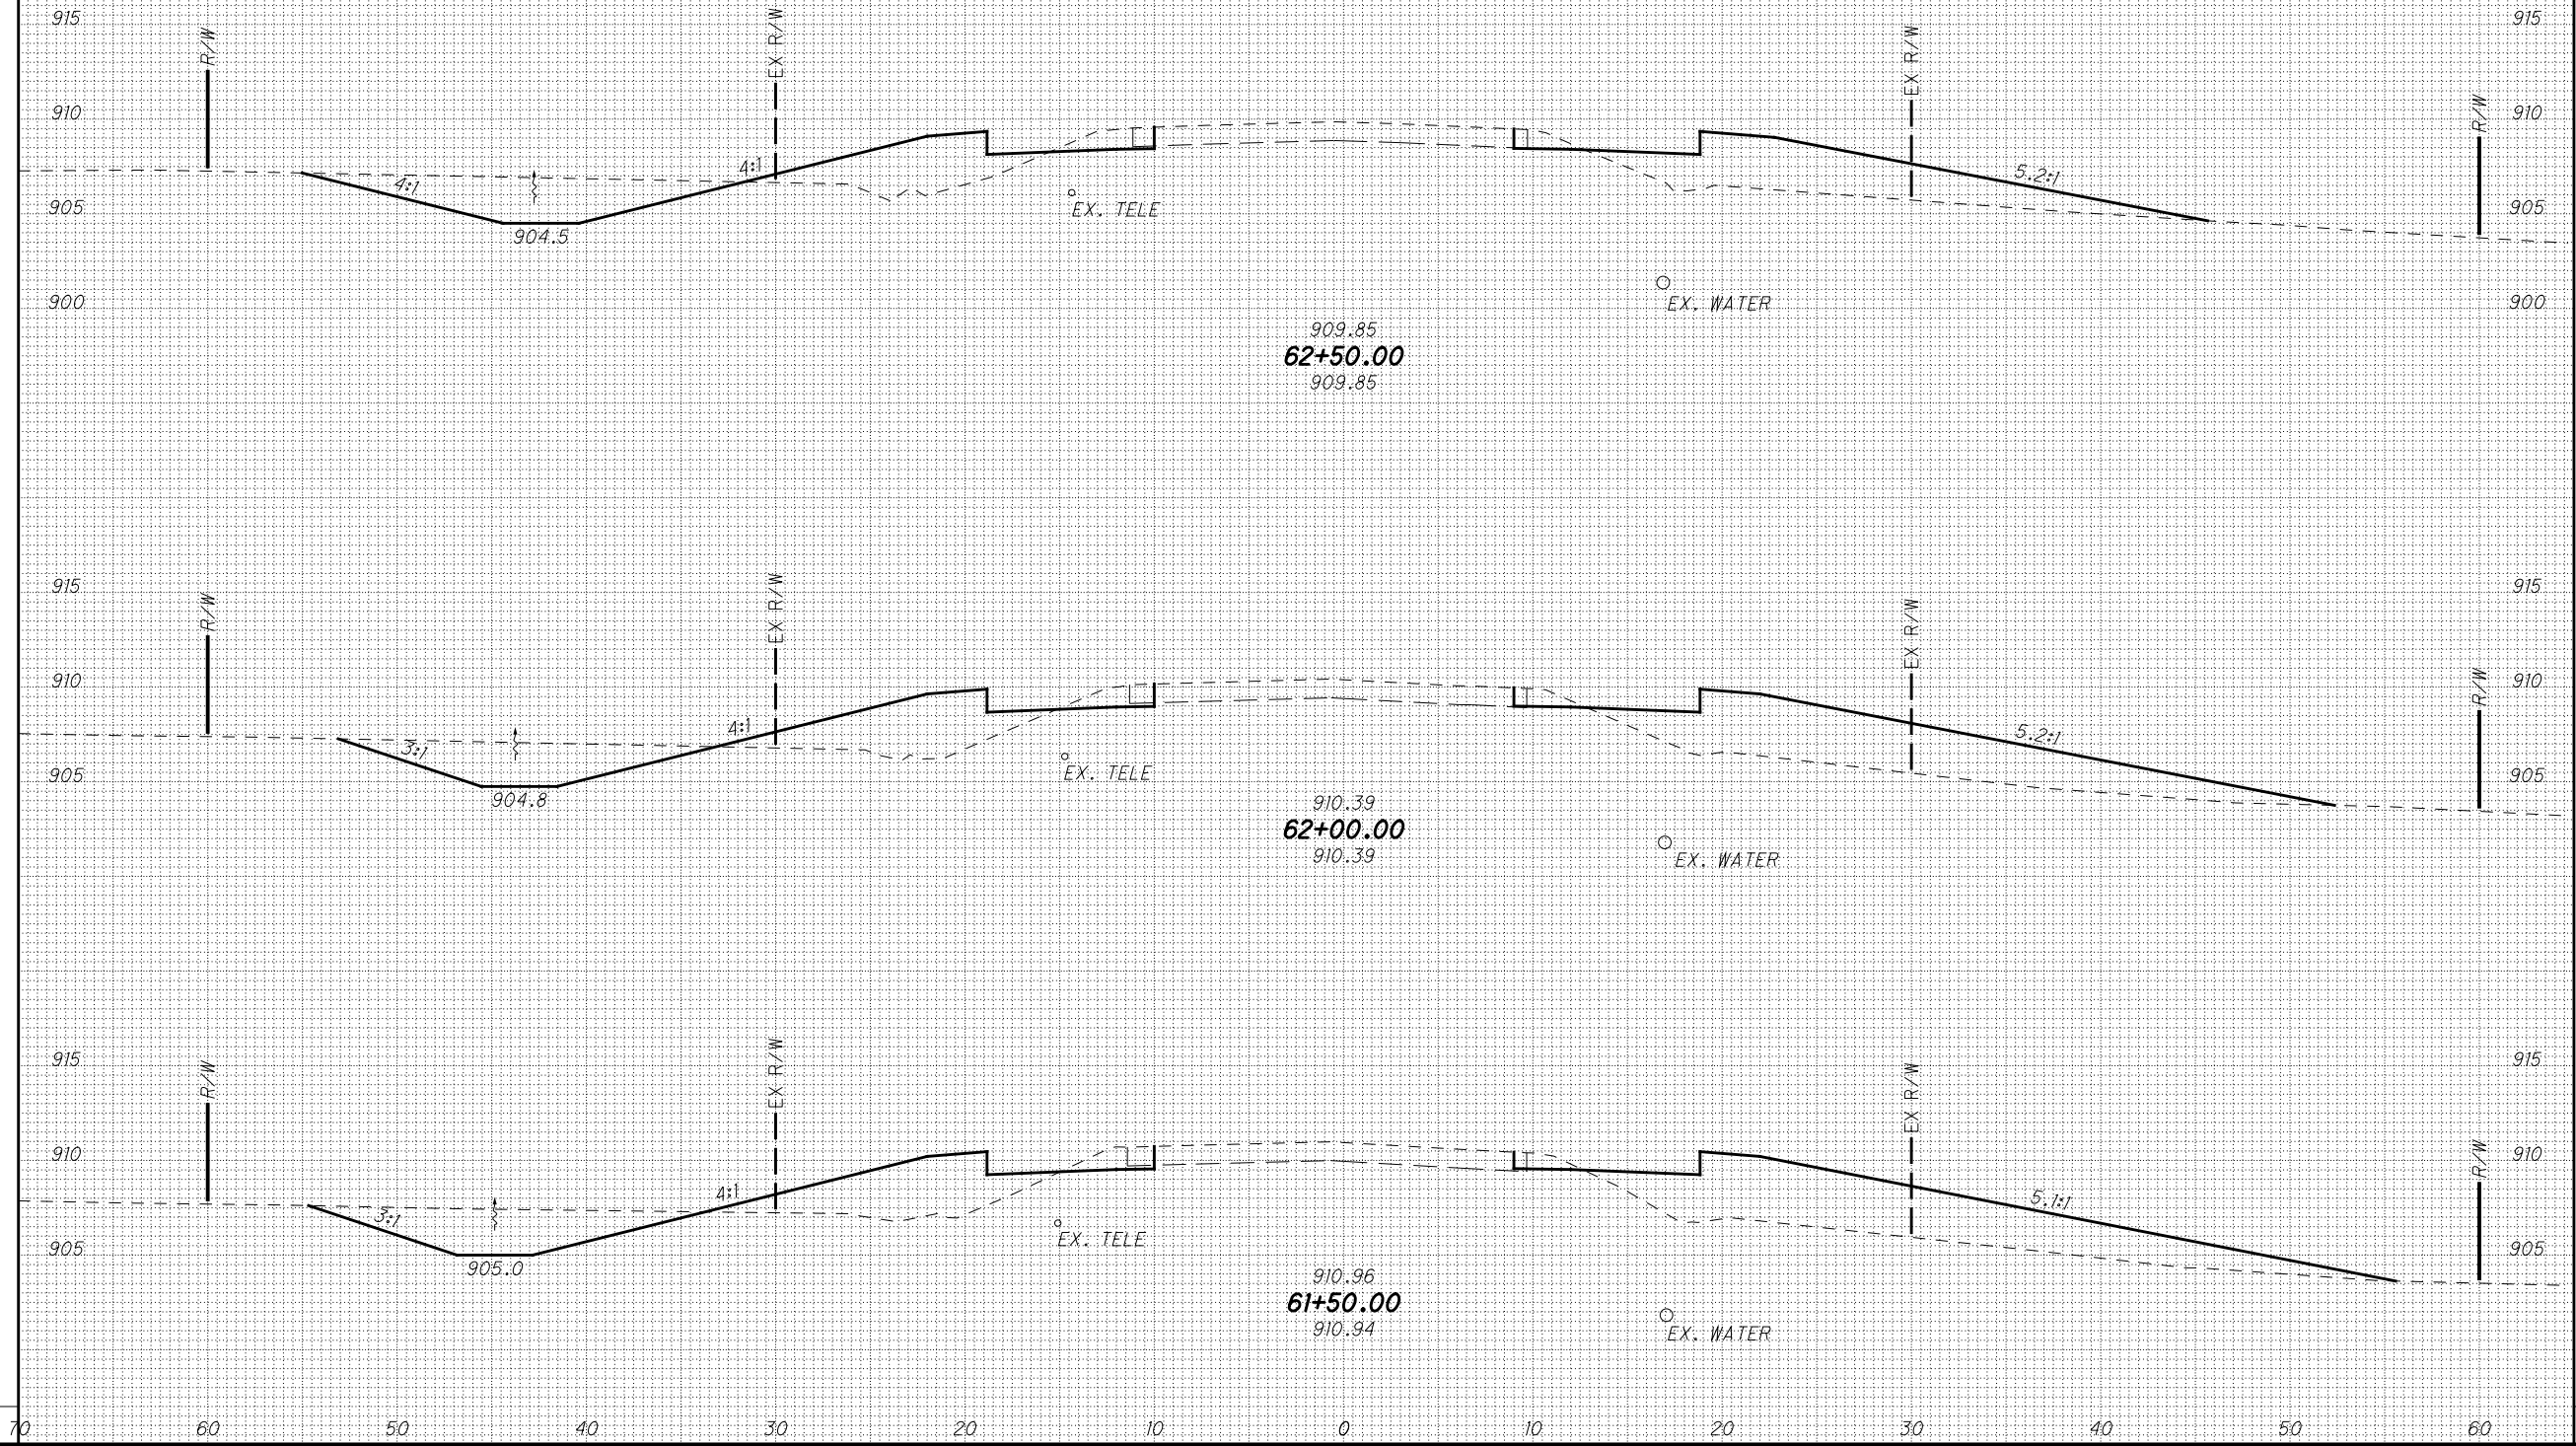 915 915
R/W EX R/W EX R/W R/W
910 910
4:1 4:1 5.2:1
905 EX. TELE 905
904.5
900 EX. WATER 900
909.85
62+50.00
909.85
915 915
R/W EX R/W EX R/W R/W
910 910
3:1 4:1 5.2:1
905 EX. TELE 905
904.8 910.39
62+00.00
910.39 EX. WATER
915 915
R/W EX R/W EX R/W R/W
910 910
3:1 4:1 5.1:1
905 EX. TELE 905
905.0 910.96
61+50.00
910.94 EX. WATER
70 60 50 40 30 20 10 0 10 20 30 40 50 60